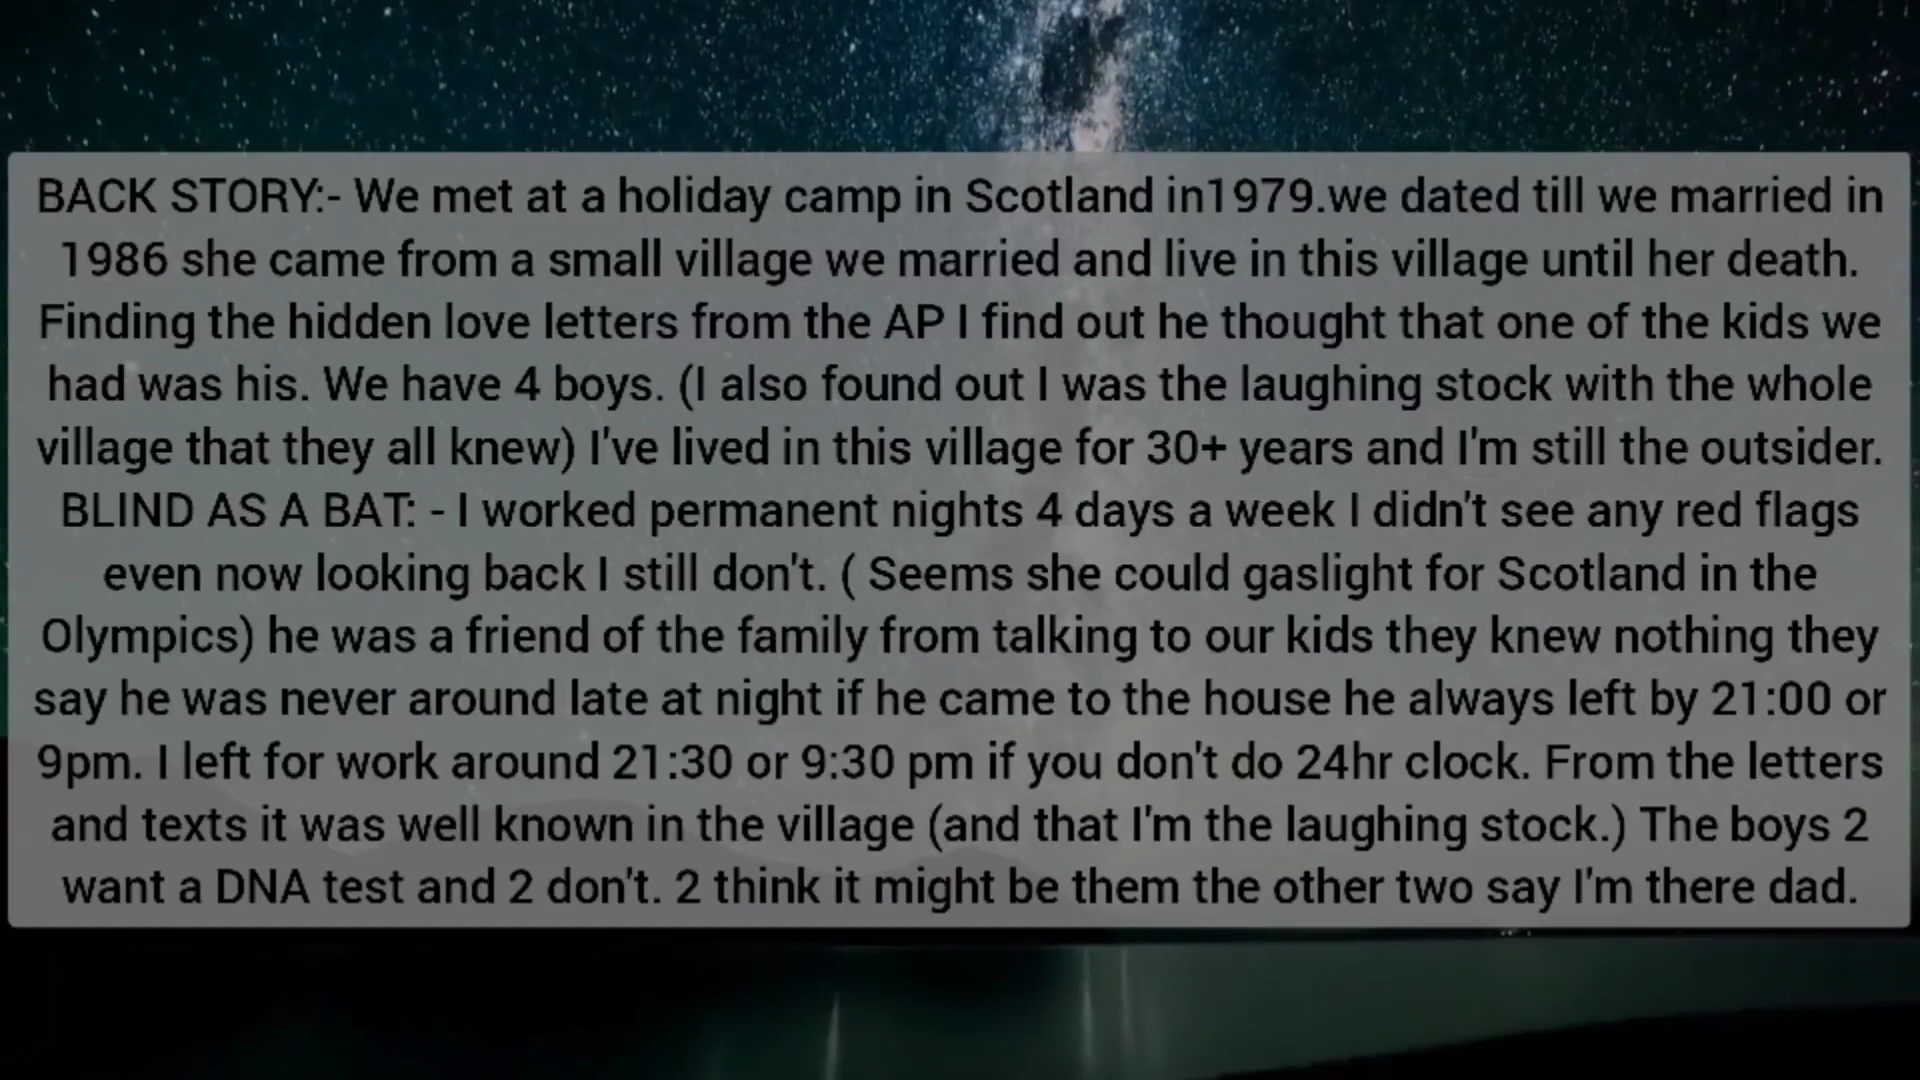 BACK STORY:- We met at a holiday camp in Scotland in1979.we dated till we married in
1986 she came from a small village we married and live in this village until her death.
Finding the hidden love letters from the AP I find out he thought that one of the kids we
had was his. We have 4 boys. (I also found out I was the laughing stock with the whole
village that they all knew) I've lived in this village for 30+ years and I'm still the outsider.
BLIND AS A BAT: - I worked permanent nights 4 days a week I didn't see any red flags
even now looking back I still don't. ( Seems she could gaslight for Scotland in the
Olympics) he was a friend of the family from talking to our kids they knew nothing they
say he was never around late at night if he came to the house he always left by 21:00 or
9pm. I left for work around 21:30 or 9:30 pm if you don't do 24hr clock. From the letters
and texts it was well known in the village (and that I'm the laughing stock.) The boys 2
want a DNA test and 2 don't. 2 think it might be them the other two say I'm there dad.